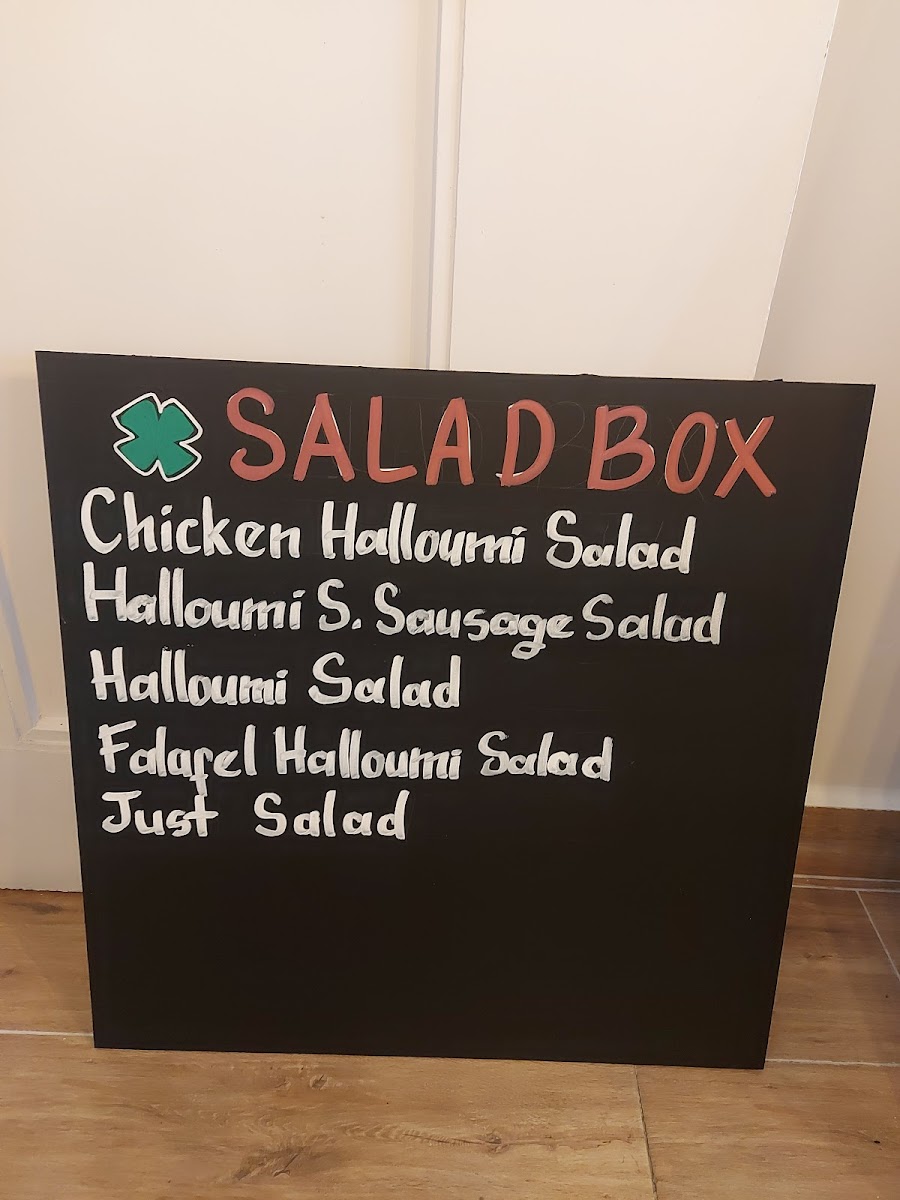 SALAD BOX
Chicken Halloumi Salad
Halloumi S. Sausage Salad
Halloumi Salad
Falafel Halloumi Salad
Just Salad